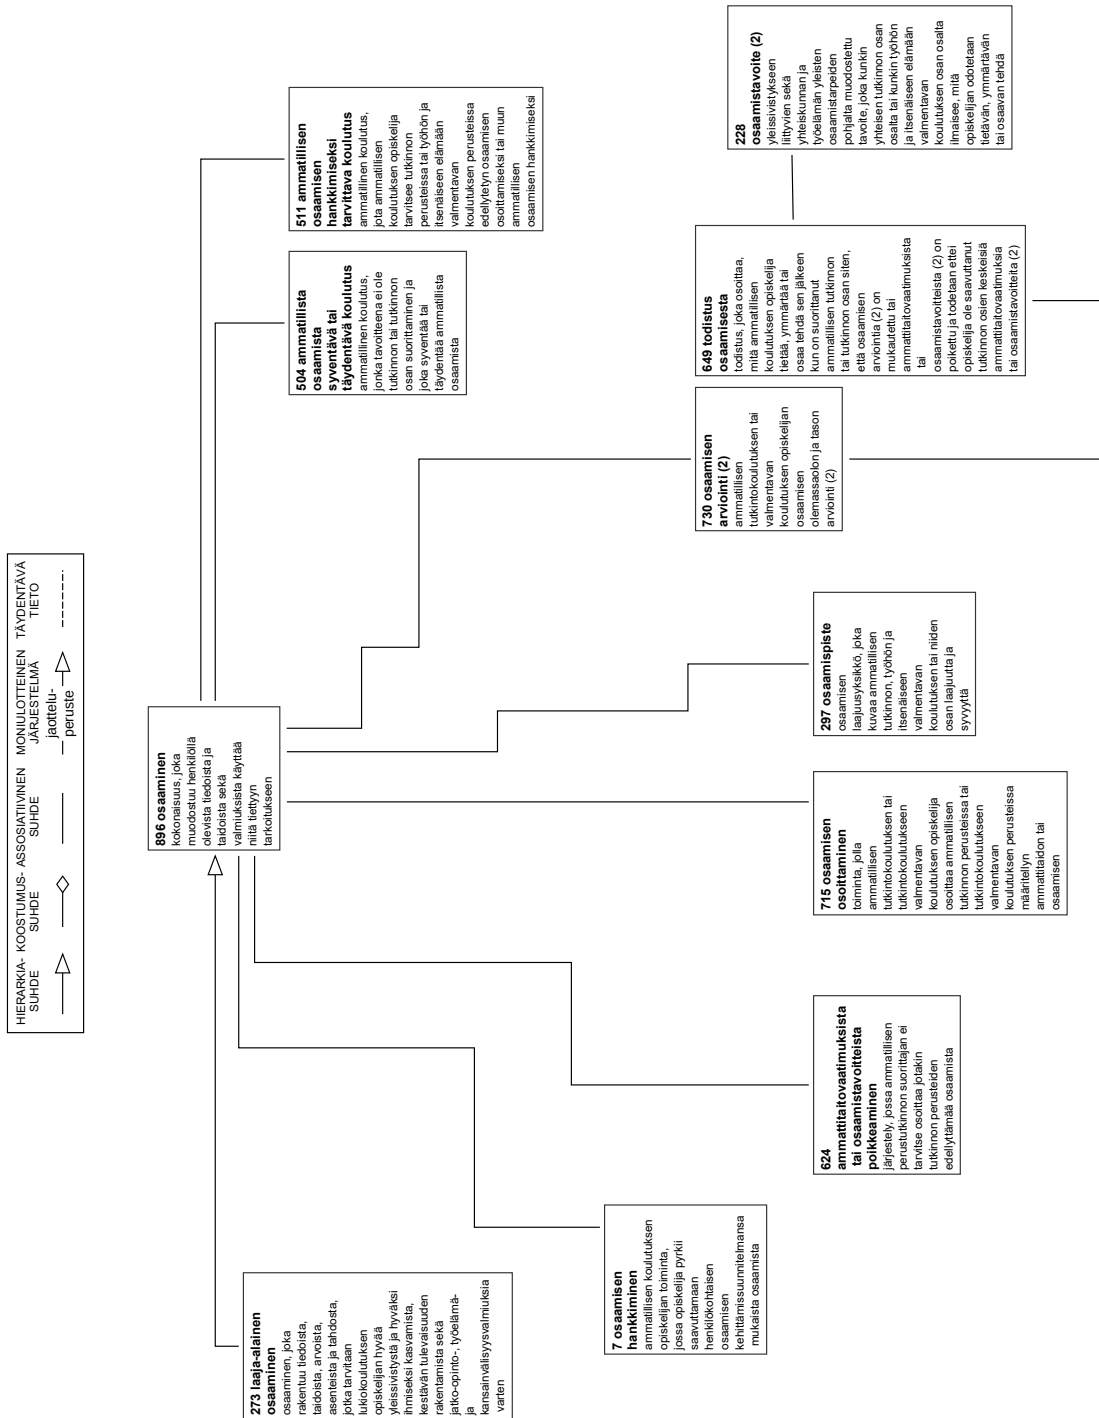 HIERARKIA-
SUHDE
KOOSTUMUS-
SUHDE
ASSOSIATIIVINEN
SUHDE
MONIULOTTEINEN
JÄRJESTELMÄ
jaottelu-
peruste
TÄYDENTÄVÄ
TIETO
896 osaaminen
kokonaisuus, joka
muodostuu henkilöllä
olevista tiedoista ja
taidoista sekä
valmiuksista käyttää
niitä tiettyyn
tarkoitukseen
273 laaja-alainen
osaaminen
osaaminen, joka
rakentuu tiedoista,
taidoista, arvoista,
asenteista ja tahdosta,
jotka tarvitaan
lukiokoulutuksen
opiskelijan hyvää
yleissivistystä ja hyväksi
ihmiseksi kasvamista,
kestävän tulevaisuuden
rakentamista sekä
jatko-opinto-, työelämä-
ja
kansainvälisyysvalmiuksia
varten
7 osaamisen
hankkiminen
ammatillisen koulutuksen
opiskelijan toiminta,
jossa opiskelija pyrkii
saavuttamaan
henkilökohtaisen
osaamisen
kehittämissuunnitelmansa
mukaista osaamista
624
ammattitaitovaatimuksista
tai osaamistavoitteista
poikkeaminen
järjestely, jossa ammatillisen
perustutkinnon suorittajan ei
tarvitse osoittaa jotakin
tutkinnon perusteiden
edellyttämää osaamista
715 osaamisen
osoittaminen
toiminta, jolla
ammatillisen
tutkintokoulutuksen tai
tutkintokoulutukseen
valmentavan
koulutuksen opiskelija
osoittaa ammatillisen
tutkinnon perusteissa tai
tutkintokoulutukseen
valmentavan
koulutuksen perusteissa
määritellyn
ammattitaidon tai
osaamisen
297 osaamispiste
osaamisen
laajuusyksikkö, joka
kuvaa ammatillisen
tutkinnon, työhön ja
itsenäiseen
valmentavan
koulutuksen tai niiden
osan laajuutta ja
syvyyttä
730 osaamisen
arviointi (2)
ammatillisen
tutkintokoulutuksen tai
valmentavan
koulutuksen opiskelijan
osaamisen
olemassaolon ja tason
arviointi (2)
504 ammatillista
osaamista
syventävä tai
täydentävä koulutus
ammatillinen koulutus,
jonka tavoitteena ei ole
tutkinnon tai tutkinnon
osan suorittaminen ja
joka syventää tai
täydentää ammatillista
osaamista
511 ammatillisen
osaamisen
hankkimiseksi
tarvittava koulutus
ammatillinen koulutus,
jota ammatillisen
koulutuksen opiskelija
tarvitsee tutkinnon
perusteissa tai työhön ja
itsenäiseen elämään
valmentavan
koulutuksen perusteissa
edellytetyn osaamisen
osoittamiseksi tai muun
ammatillisen
osaamisen hankkimiseksi
649 todistus
osaamisesta
todistus, joka osoittaa,
mitä ammatillisen
koulutuksen opiskelija
tietää, ymmärtää tai
osaa tehdä sen jälkeen
kun on suorittanut
ammatillisen tutkinnon
tai tutkinnon osan siten,
että osaamisen
arviointia (2) on
mukautettu tai
ammattitaitovaatimuksista
tai
osaamistavoitteista (2) on
poikettu ja todetaan ettei
opiskelija ole saavuttanut
tutkinnon osien keskeisiä
ammattitaitovaatimuksia
tai osaamistavoitteita (2)
228
osaamistavoite (2)
yleissivistykseen
liittyvien sekä
yhteiskunnan ja
työelämän yleisten
osaamistarpeiden
pohjalta muodostettu
tavoite, joka kunkin
yhteisen tutkinnon osan
osalta tai kunkin työhön
ja itsenäiseen elämään
valmentavan
koulutuksen osan osalta
ilmaisee, mitä
opiskelijan odotetaan
tietävän, ymmärtävän
tai osaavan tehdä